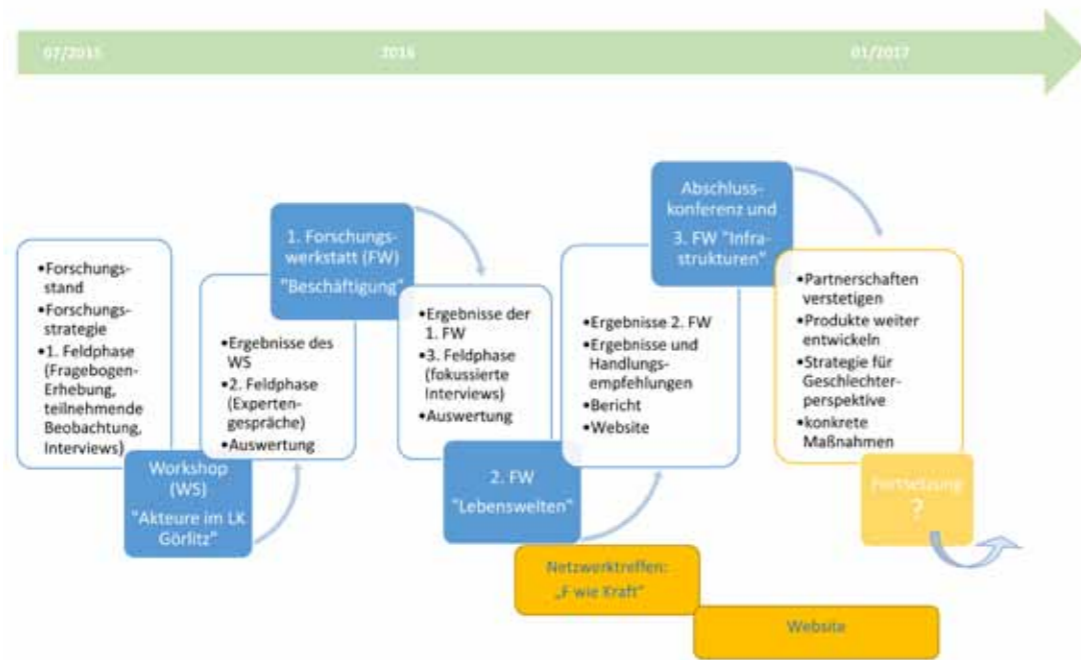 07/2015
2016
01/2017
•Forschungs-
stand
•Forschungs-
strategie
•1. Feldphase
(Fragebogen-
Erhebung,
teilnehmende
Beobachtung,
Interviews)
Workshop
(WS)
"Akteure im LK
Görlitz"
•Ergebnisse des
WS
•2. Feldphase
(Experten-
gespräche)
•Auswertung
1. Forschungs-
werkstatt (FW)
"Beschäftigung"
•Ergebnisse der
1. FW
•3. Feldphase
(fokussierte
Interviews)
•Auswertung
2. FW
"Lebenswelten"
•Ergebnisse 2. FW
•Ergebnisse und
Handlungs-
empfehlungen
•Bericht
•Website
Abschluss-
konferenz und
3. FW "Infra-
strukturen"
•Partnerschaften
verstetigen
•Produkte weiter
entwickeln
•Strategie für
Geschlechter-
perspektive
•konkrete
Maßnahmen
Fortsetzung
?
Netzwerktreffen:
„F wie Kraft"
Website